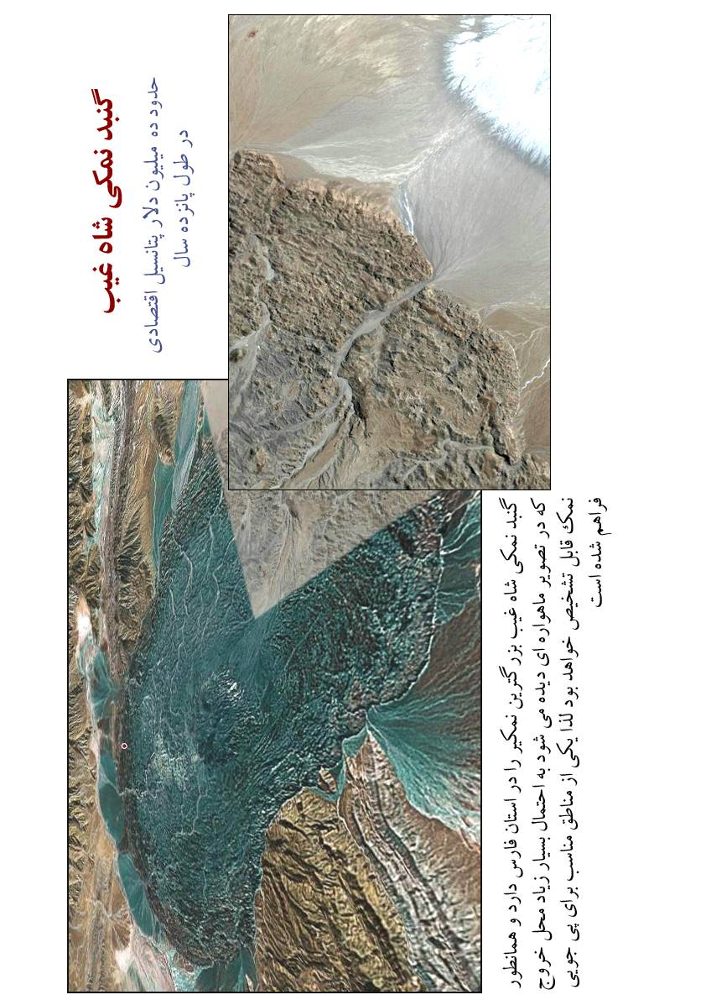 گنبد نمکی شاه غیب
حدود ده میلیون دلار پتانسیل اقتصادی
در طول پانزده سال
گنبد نمکی شاه غیب بزرگترین نمکگیر را در استان فارس دارد و همانطور
که در تصویر ماهواره ای دیده می شود به احتمال بسیار زیاد محل خروج
نمک قابل تشخیص خواهد بود لذا یکی از مناطق مناسب برای پی جویی
فراهم شده است